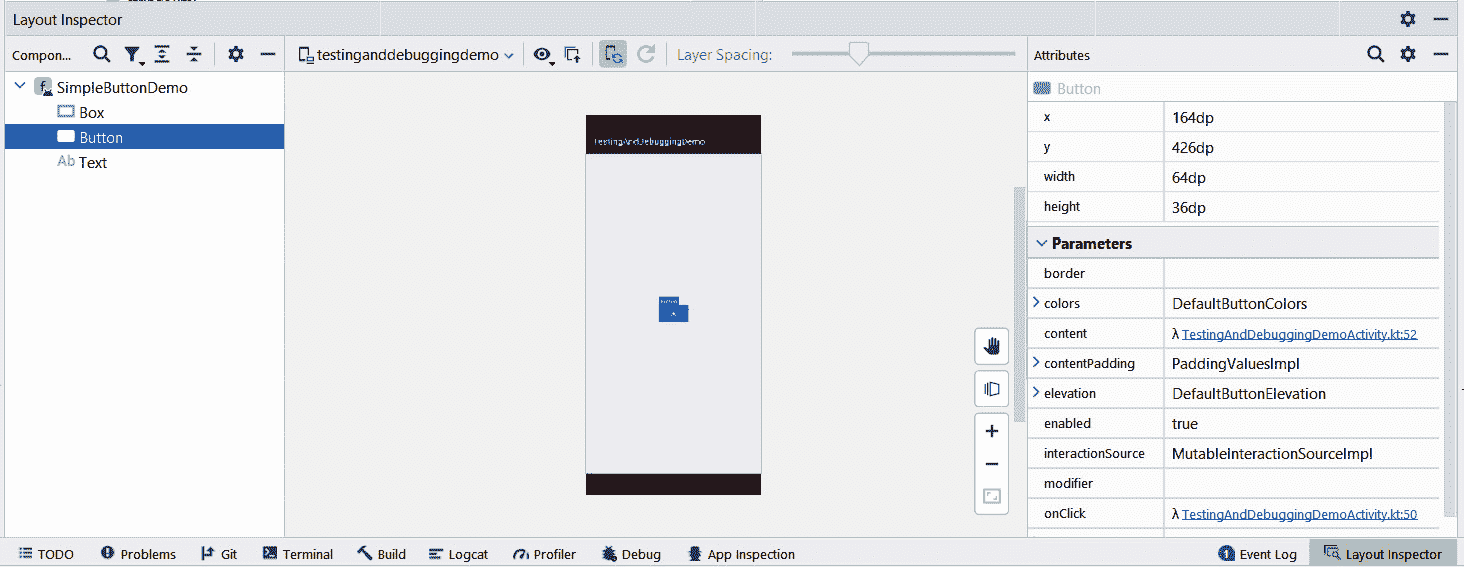 Layout Inspector
Compon...
testinganddebuggingdemo
Layer Spacing:
Attributes
SimpleButtonDemo
Box
Button
Ab Text
TestingAndDebuggingDemo
Button
Button
x 164dp
y 426dp
width 64dp
height 36dp
Parameters
border
colors DefaultButtonColors
content λ TestingAndDebuggingDemoActivity.kt:52
contentPadding PaddingValuesImpl
elevation DefaultButtonElevation
enabled true
interactionSource MutableInteractionSourceImpl
modifier
onClick λ TestingAndDebuggingDemoActivity.kt:50
TODO Problems Git Terminal Build Logcat Profiler Debug App Inspection Event Log Layout Inspector